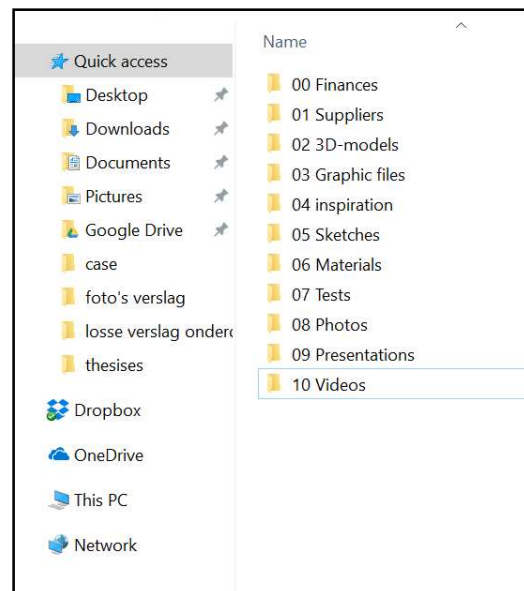 Quick access
Desktop
Downloads
Documents
Pictures
Google Drive
case
foto's verslag
losse verslag onder
thesises
Dropbox
OneDrive
This PC
Network
Name
00 Finances
01 Suppliers
02 3D-models
03 Graphic files
04 inspiration
05 Sketches
06 Materials
07 Tests
08 Photos
09 Presentations
10 Videos